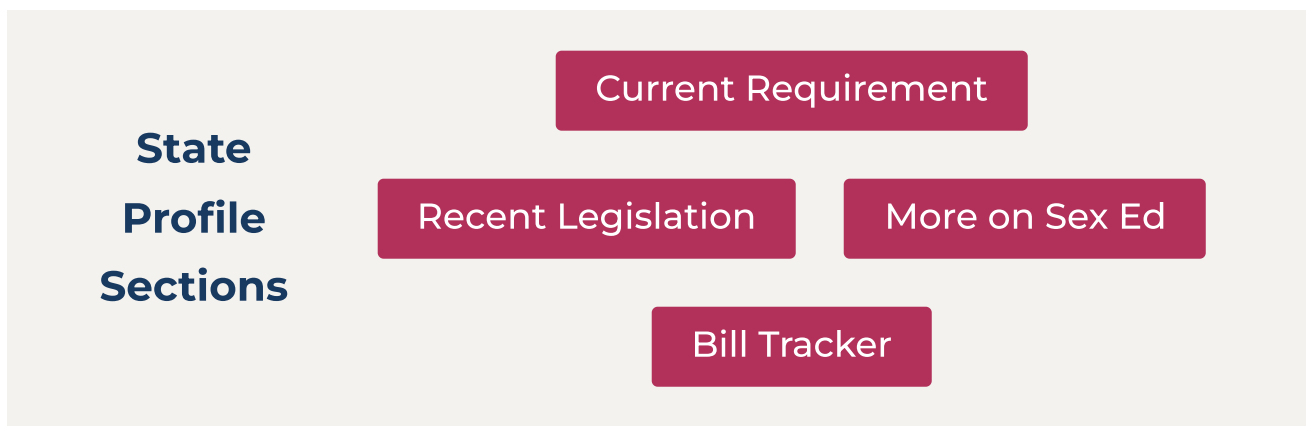 State
Profile
Sections
Current Requirement
Recent Legislation
More on Sex Ed
Bill Tracker